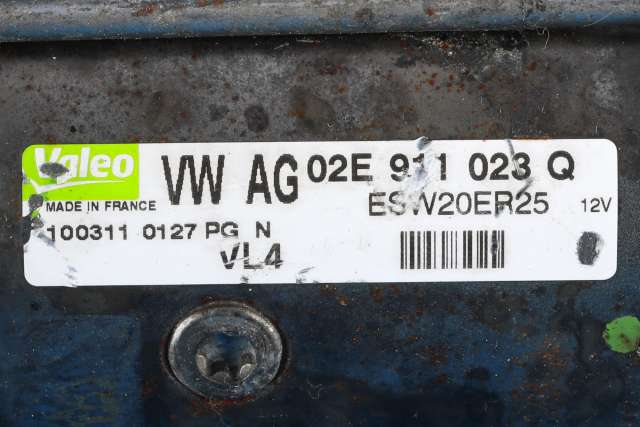 Valeo
VW AG 02E 911 023 Q
MADE IN FRANCE
ESW20ER25 12V
100311 0127 PG N
VL4